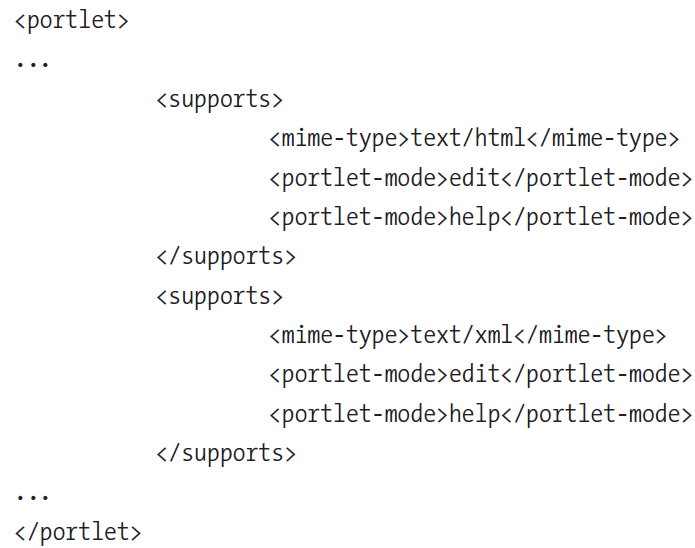 <portlet>
...
<supports>
<mime-type>text/html</mime-type>
<portlet-mode>edit</portlet-mode>
<portlet-mode>help</portlet-mode>
</supports>
<supports>
<mime-type>text/xml</mime-type>
<portlet-mode>edit</portlet-mode>
<portlet-mode>help</portlet-mode>
</supports>
...
</portlet>